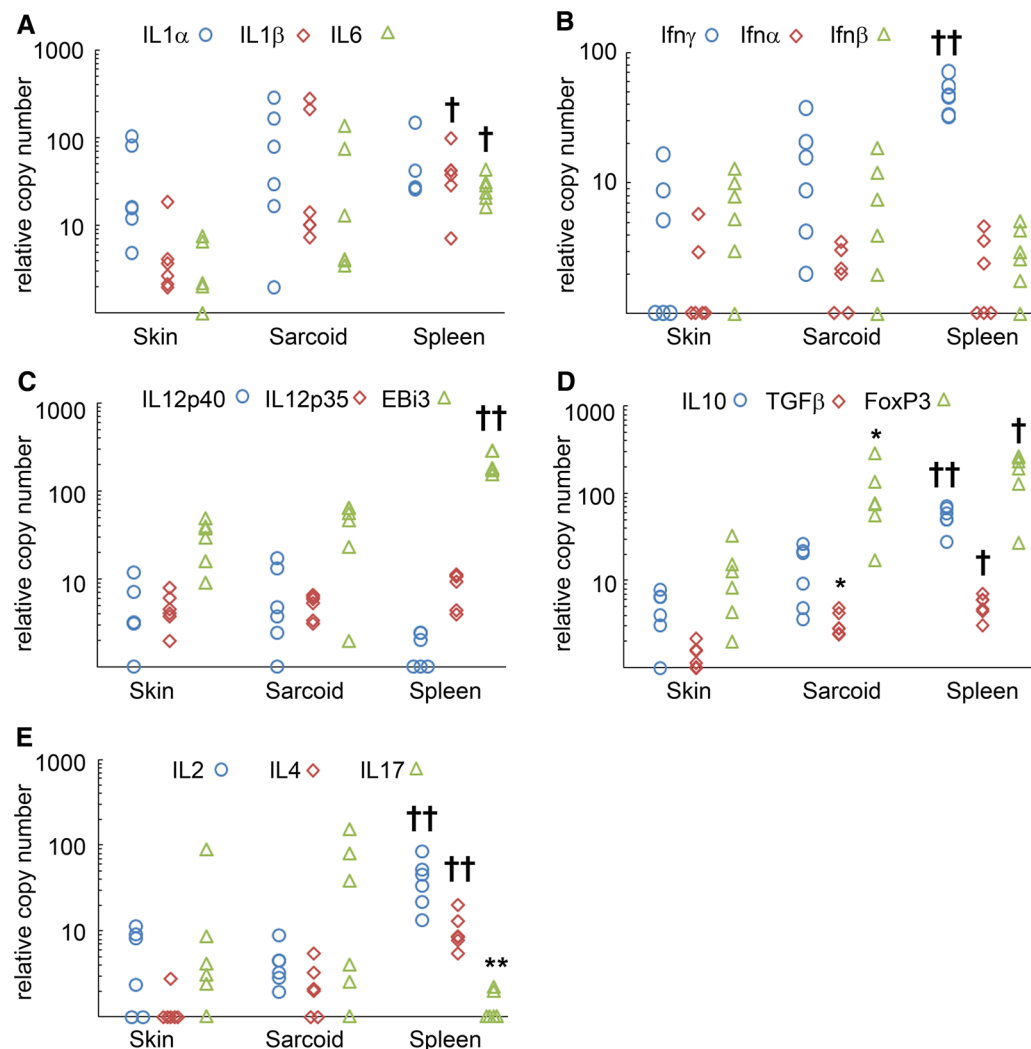 A
IL1α IL1β IL6
relative copy number
1000
100
10
† †
Skin Sarcoid Spleen
B
Ifnγ Ifnα Ifnβ
relative copy number
100
10
††
Skin Sarcoid Spleen
C
IL12p40 IL12p35 EBi3
relative copy number
1000
100
10
††
Skin Sarcoid Spleen
D
IL10 TGFβ FoxP3
relative copy number
1000
100
10
* * †† † †
Skin Sarcoid Spleen
E
IL2 IL4 IL17
relative copy number
1000
100
10
†† †† **
Skin Sarcoid Spleen